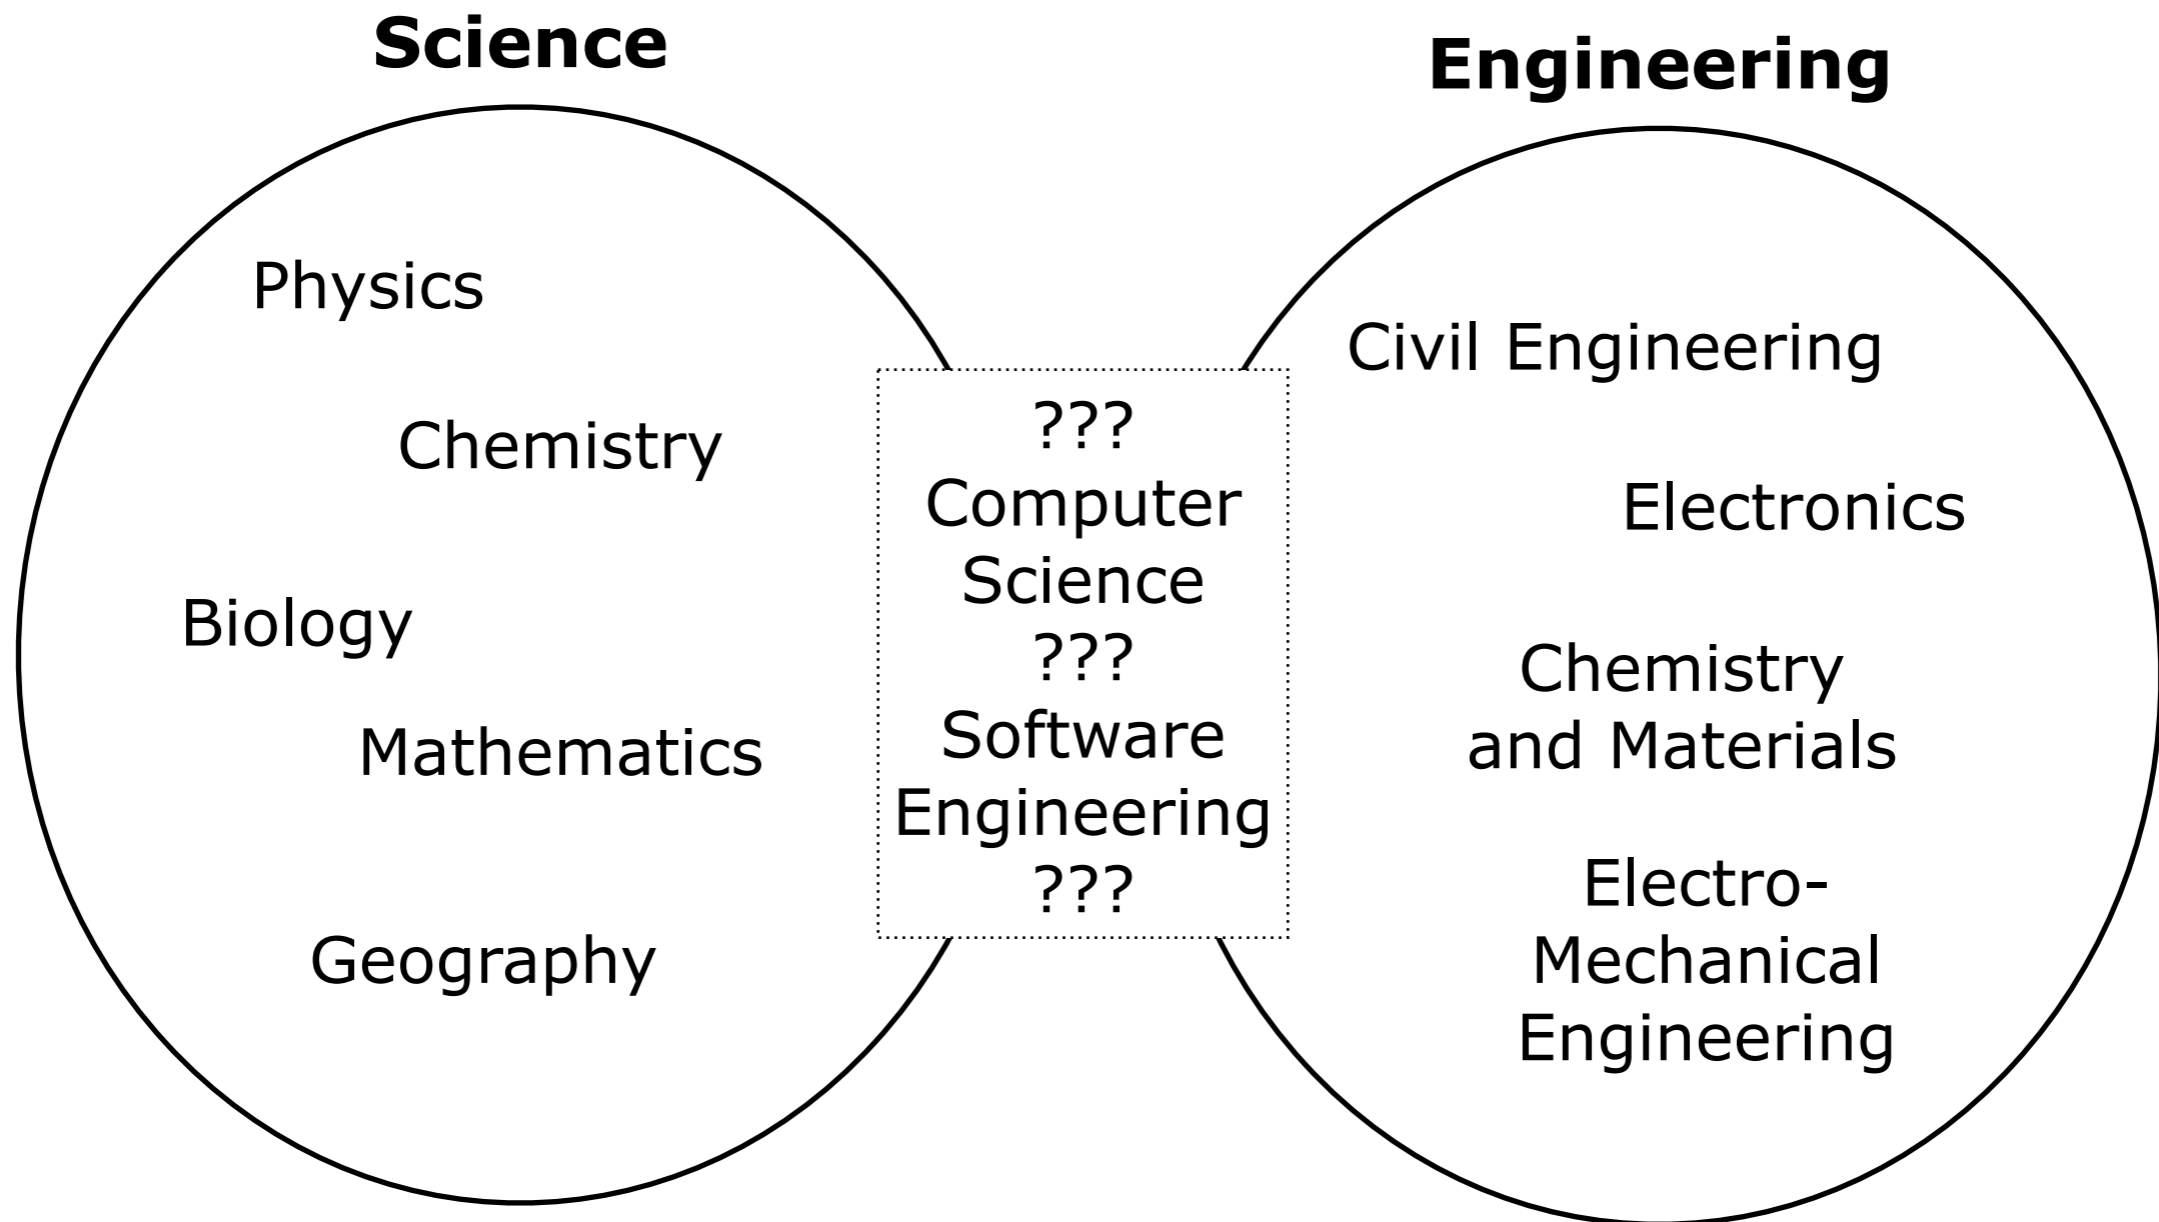 Science
Physics
Chemistry
Biology
Mathematics
Geography
???
Computer
Science
???
Software
Engineering
???
Engineering
Civil Engineering
Electronics
Chemistry
and Materials
Electro-
Mechanical
Engineering